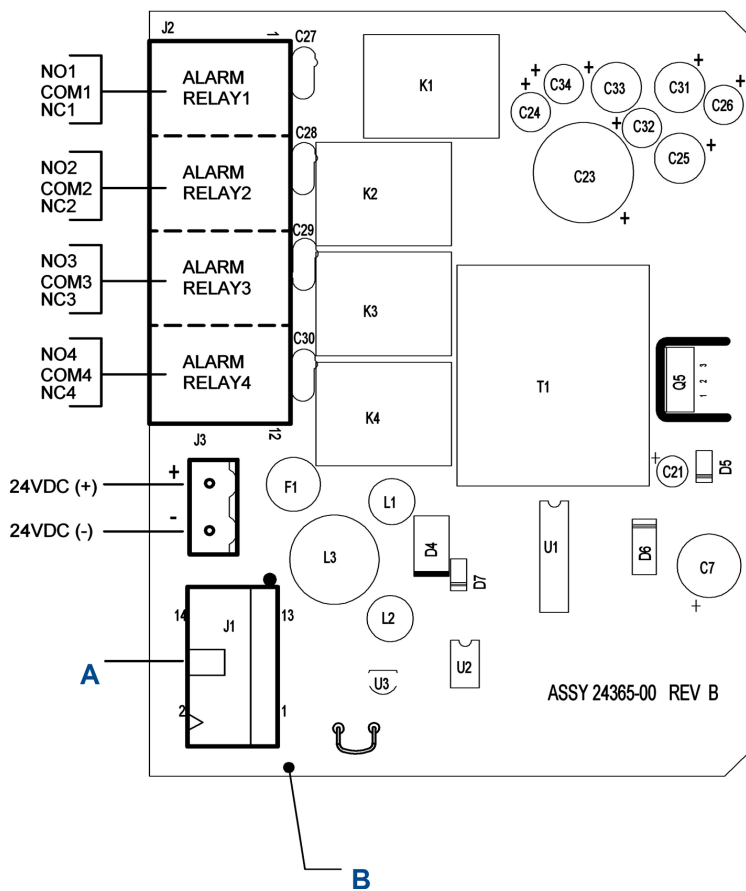 J2
1
C27
NO1
COM1
NC1
ALARM
RELAY1
K1
C34
C33
C31
C24
C26
C32
C23
C25
+
+
+
+
+
+
+
+
C28
NO2
COM2
NC2
ALARM
RELAY2
K2
C29
NO3
COM3
NC3
ALARM
RELAY3
K3
T1
C30
NO4
COM4
NC4
ALARM
RELAY4
K4
Q5
1 2 3
12
J3
+
24VDC (+)
-
24VDC (-)
F1
L1
+
C21
D5
L3
D4
D7
U1
D6
C7
+
14
J1
13
L2
A
U3
U2
2
1
ASSY 24365-00 REV B
B